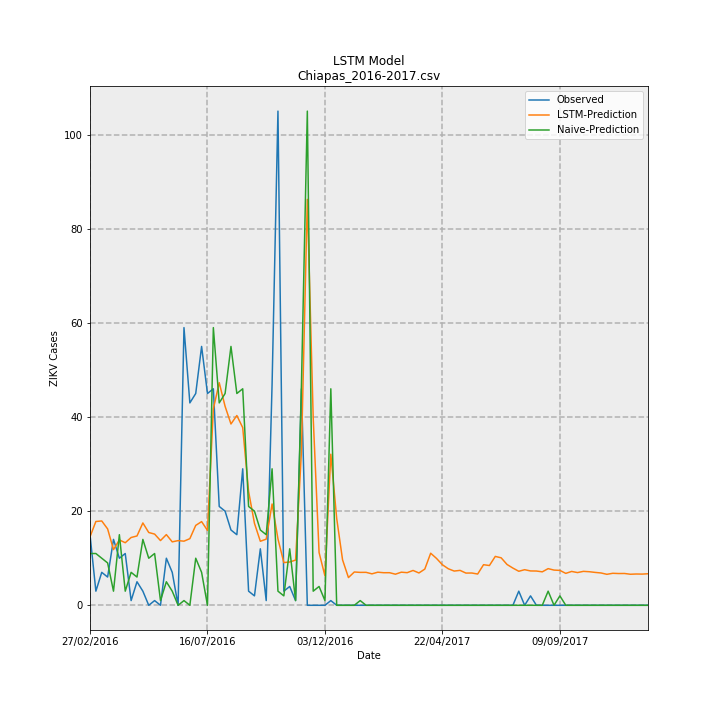 LSTM Model
Chiapas_2016-2017.csv
Observed
LSTM-Prediction
Naive-Prediction
100
80
60
40
20
0
ZIKV Cases
27/02/2016
16/07/2016
03/12/2016
22/04/2017
09/09/2017
Date